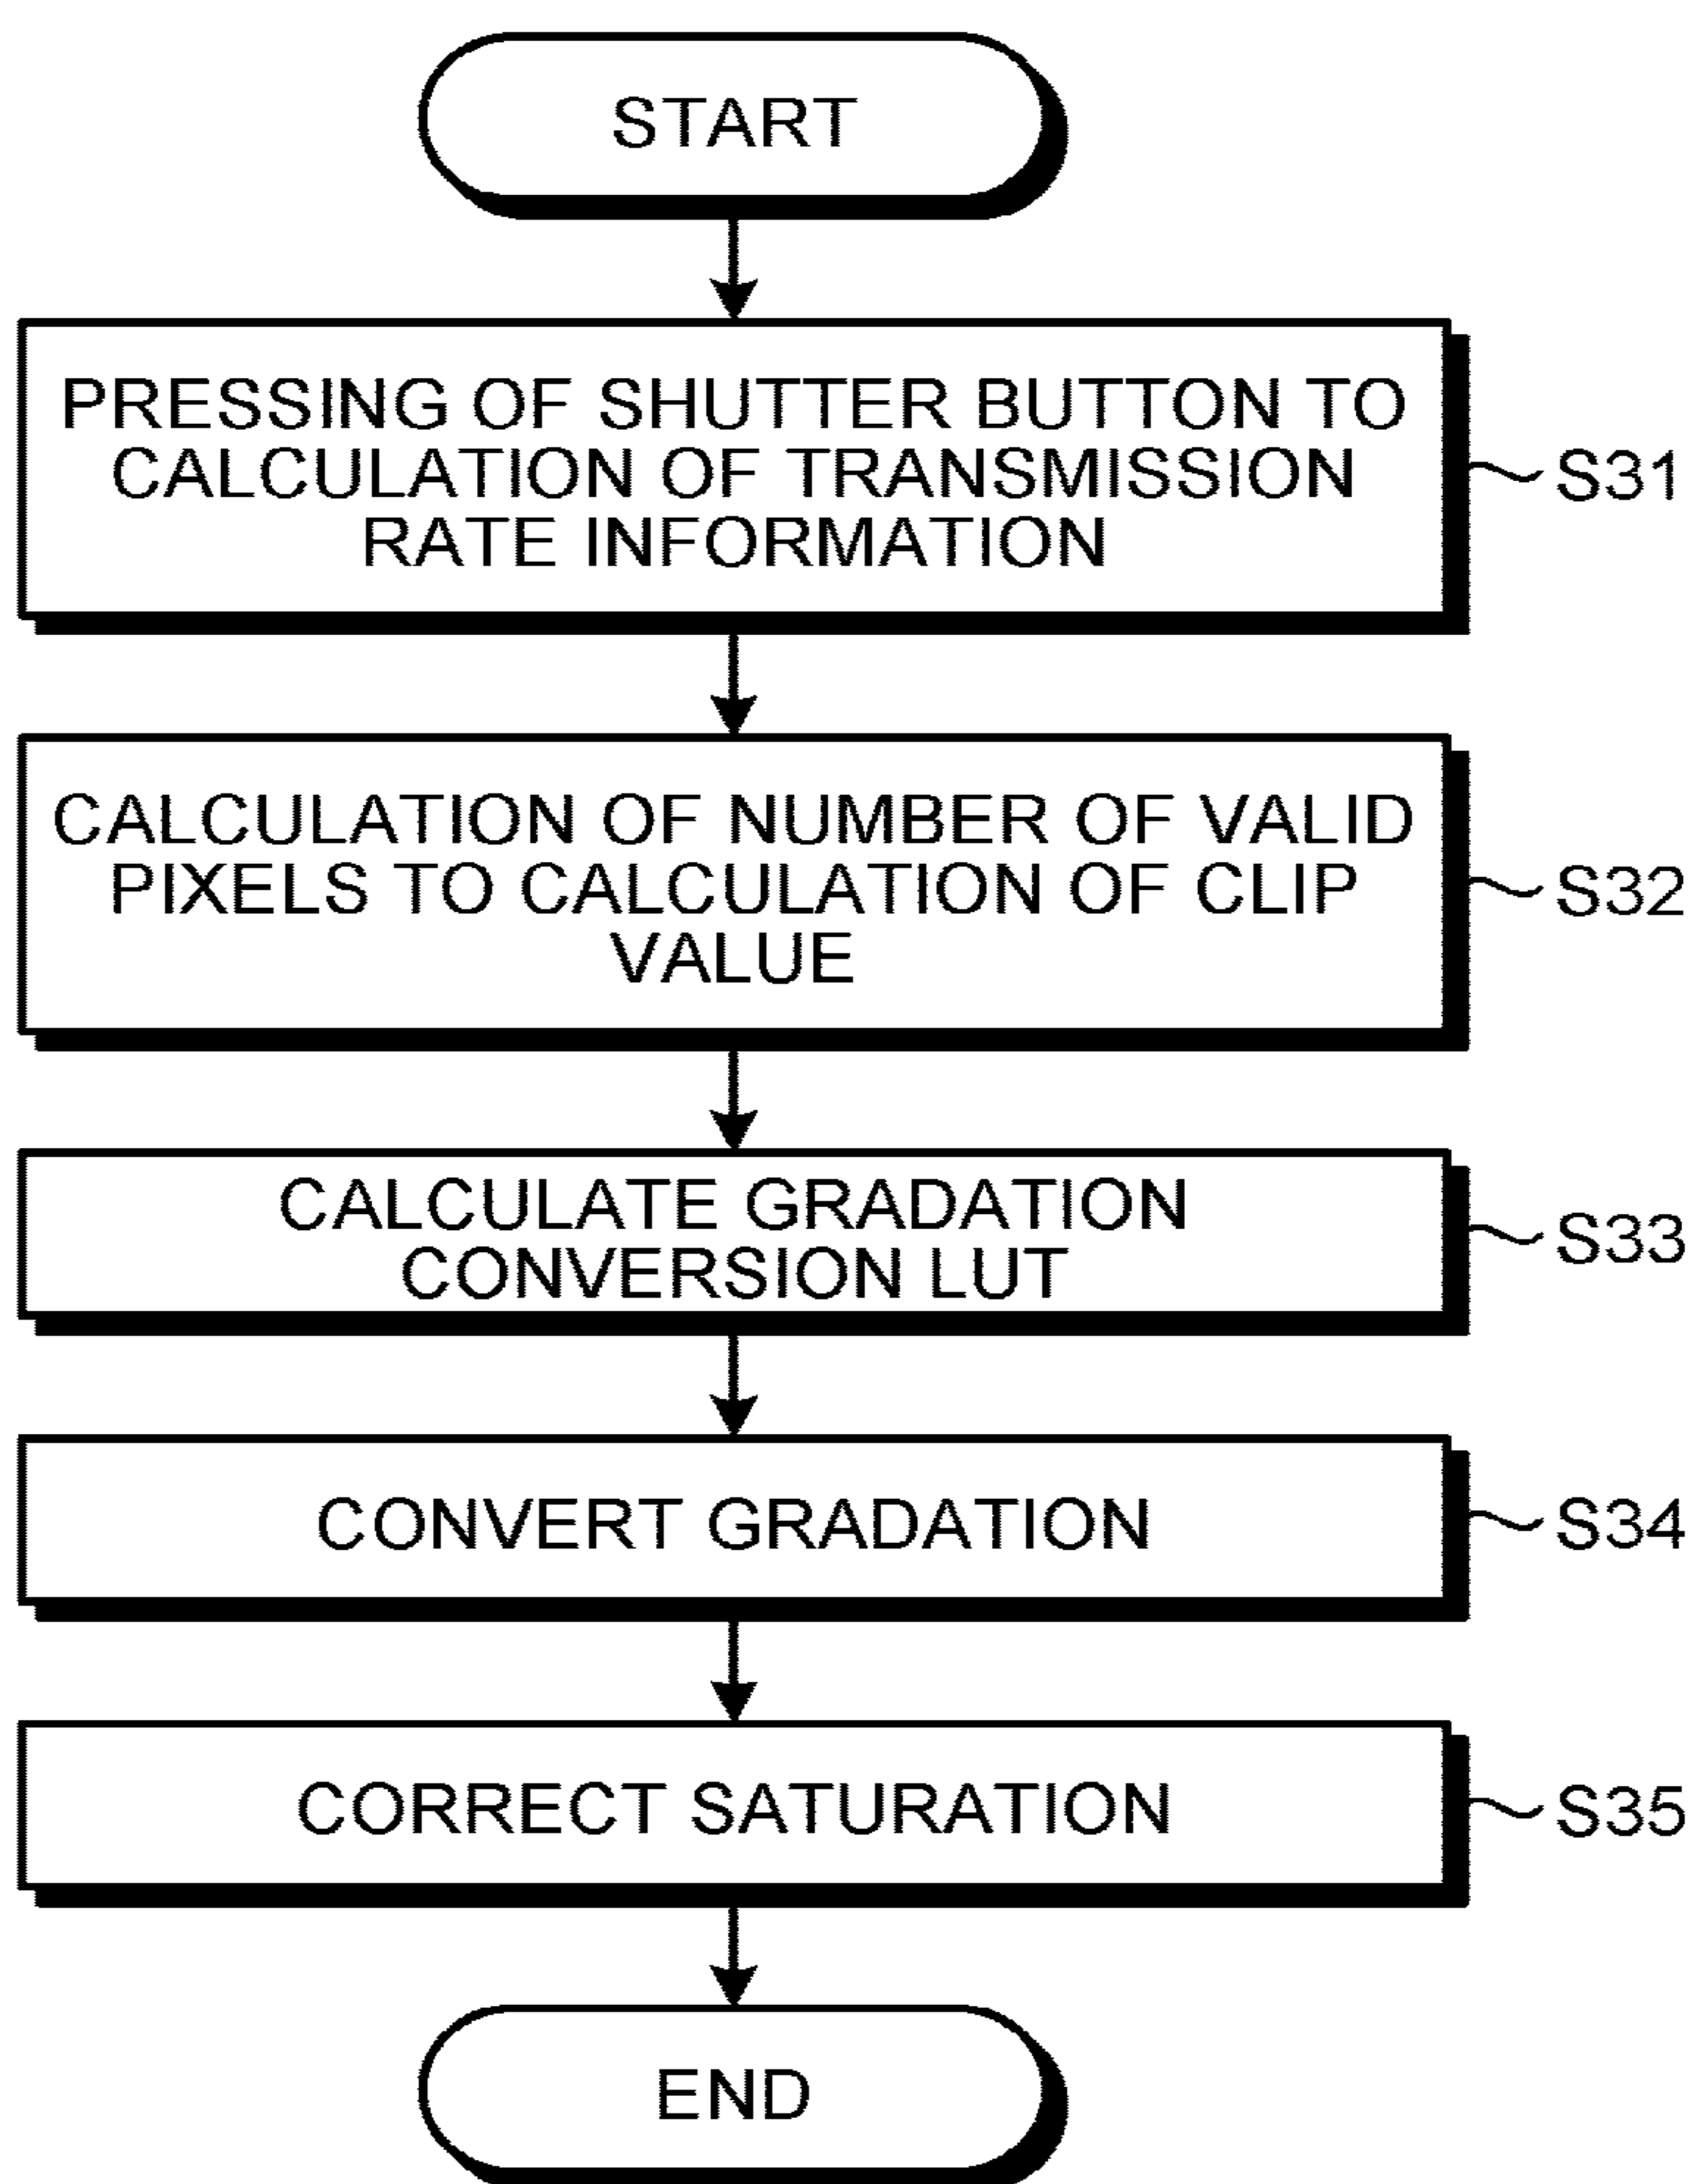 START
PRESSING OF SHUTTER BUTTON TO
CALCULATION OF TRANSMISSION
RATE INFORMATION
S31
CALCULATION OF NUMBER OF VALID
PIXELS TO CALCULATION OF CLIP
VALUE
S32
CALCULATE GRADATION
CONVERSION LUT
S33
CONVERT GRADATION
S34
CORRECT SATURATION
S35
END